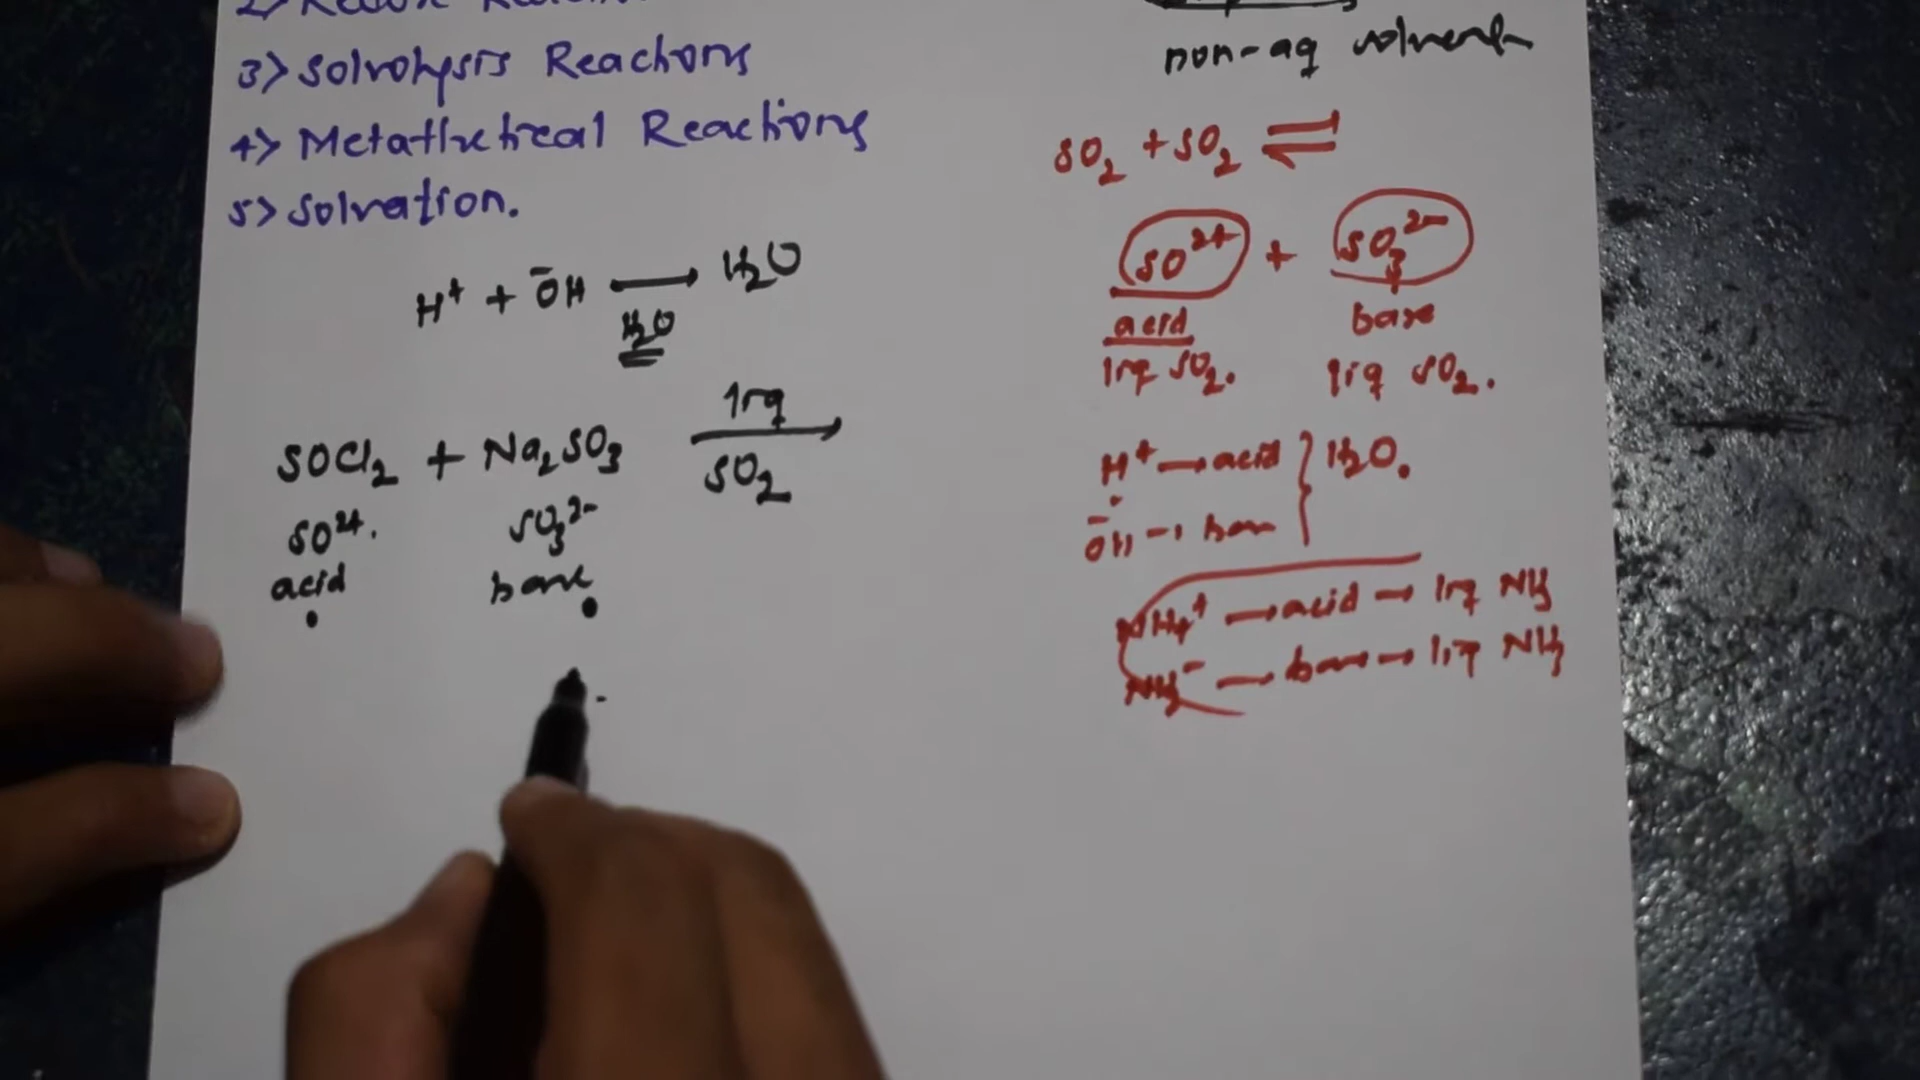 3> Solvolysis Reactions
4> Metathetical Reactions
5> Solvation.
H⁺ + ŌH ⟶ H₂O
H₂O
SOCl₂ + Na₂SO₃ liq ⟶ SO₂
SO²⁺. SO₃²⁻
acid base
non-aq solvent
SO₂ + SO₂ ⇌
SO²⁺ + SO₃²⁻
acid base
liq SO₂. liq SO₂.
H⁺ → acid } H₂O.
ŌH → base
NH₄⁺ → acid → liq NH₃
NH₂⁻ → base → liq NH₃